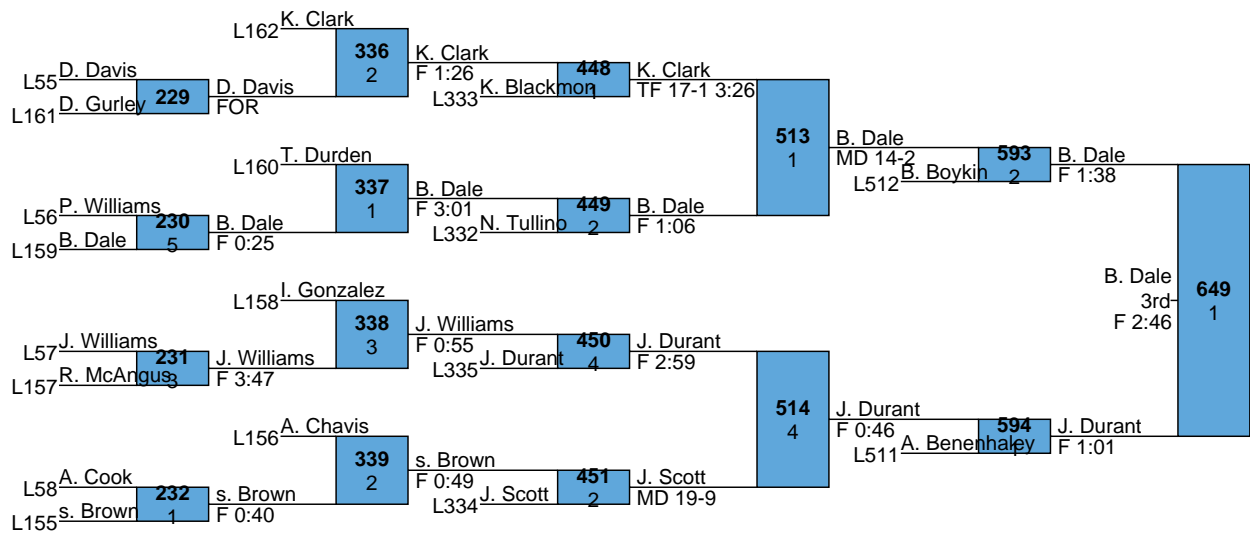 L162 K. Clark
336
2
K. Clark
F 1:26
L55 D. Davis
229
D. Davis
FOR
L161 D. Gurley
448
1
L333 K. Blackmon
K. Clark
TF 17-1 3:26
513
1
B. Dale
MD 14-2
L160 T. Durden
337
1
B. Dale
F 3:01
L56 P. Williams
230
5
B. Dale
F 0:25
L159 B. Dale
449
2
L332 N. Tullino
B. Dale
F 1:06
593
2
L512 B. Boykin
B. Dale
F 1:38
L158 I. Gonzalez
338
3
J. Williams
F 0:55
L57 J. Williams
231
3
J. Williams
F 3:47
L157 R. McAngus
450
4
L335 J. Durant
J. Durant
F 2:59
B. Dale
3rd
F 2:46
649
1
514
4
J. Durant
F 0:46
L156 A. Chavis
339
2
s. Brown
F 0:49
L58 A. Cook
232
1
s. Brown
F 0:40
L155 s. Brown
451
2
L334 J. Scott
J. Scott
MD 19-9
594
1
L511 A. Benenhaley
J. Durant
F 1:01